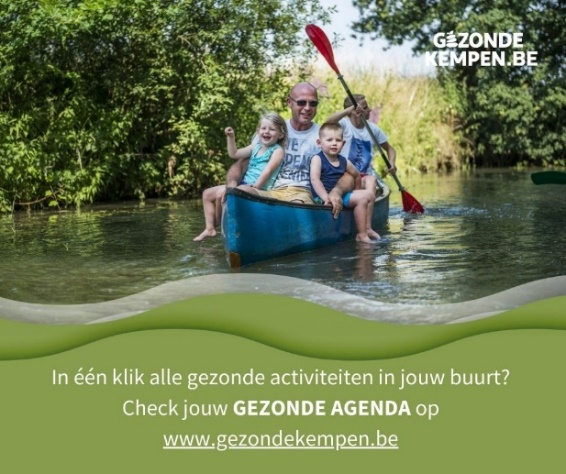 GEZONDE
KEMPEN.BE
In één klik alle gezonde activiteiten in jouw buurt?
Check jouw GEZONDE AGENDA op
www.gezondekempen.be